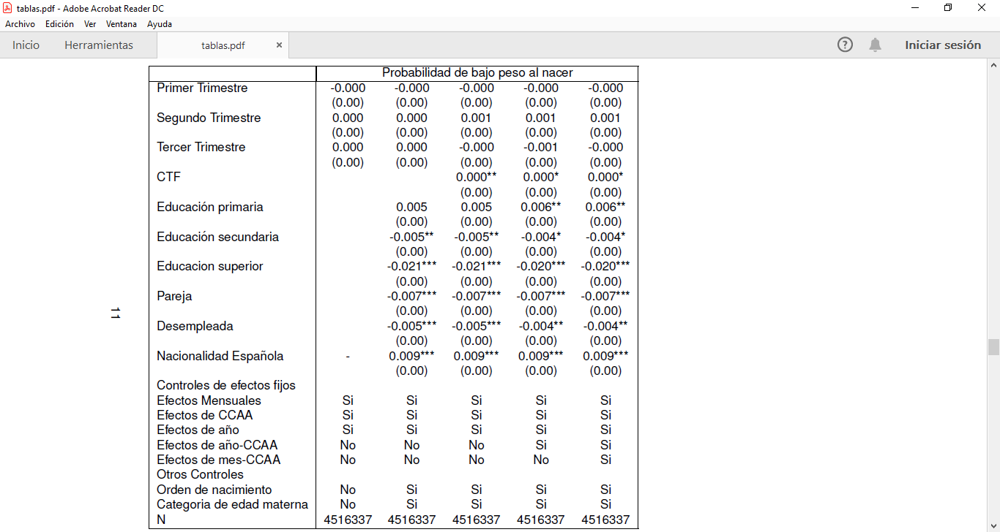 tablas.pdf - Adobe Acrobat Reader DC
Archivo Edición Ver Ventana Ayuda
Inicio Herramientas tablas.pdf × ? Iniciar sesión
Probabilidad de bajo peso al nacer
Primer Trimestre -0.000 -0.000 -0.000 -0.000 -0.000
(0.00) (0.00) (0.00) (0.00) (0.00)
Segundo Trimestre 0.000 0.000 0.001 0.001 0.001
(0.00) (0.00) (0.00) (0.00) (0.00)
Tercer Trimestre 0.000 0.000 -0.000 -0.001 -0.000
(0.00) (0.00) (0.00) (0.00) (0.00)
CTF 0.000** 0.000* 0.000*
(0.00) (0.00) (0.00)
Educación primaria 0.005 0.005 0.006** 0.006**
(0.00) (0.00) (0.00) (0.00)
Educación secundaria -0.005** -0.005** -0.004* -0.004*
(0.00) (0.00) (0.00) (0.00)
Educacion superior -0.021*** -0.021*** -0.020*** -0.020***
(0.00) (0.00) (0.00) (0.00)
Pareja -0.007*** -0.007*** -0.007*** -0.007***
11
(0.00) (0.00) (0.00) (0.00)
Desempleada -0.005*** -0.005*** -0.004** -0.004**
(0.00) (0.00) (0.00) (0.00)
Nacionalidad Española - 0.009*** 0.009*** 0.009*** 0.009***
(0.00) (0.00) (0.00) (0.00)
Controles de efectos fijos
Efectos Mensuales Si Si Si Si Si
Efectos de CCAA Si Si Si Si Si
Efectos de año Si Si Si Si Si
Efectos de año-CCAA No No No Si Si
Efectos de mes-CCAA No No No No Si
Otros Controles
Orden de nacimiento No Si Si Si Si
Categoria de edad materna No Si Si Si Si
N 4516337 4516337 4516337 4516337 4516337